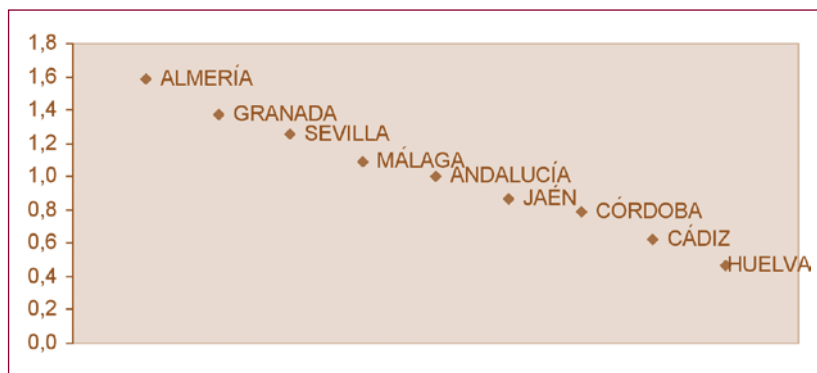 1,8
1,6
ALMERÍA
1,4
GRANADA
SEVILLA
1,2
MÁLAGA
1,0
ANDALUCÍA
JAÉN
0,8
CÓRDOBA
0,6
CÁDIZ
HUELVA
0,4
0,2
0,0